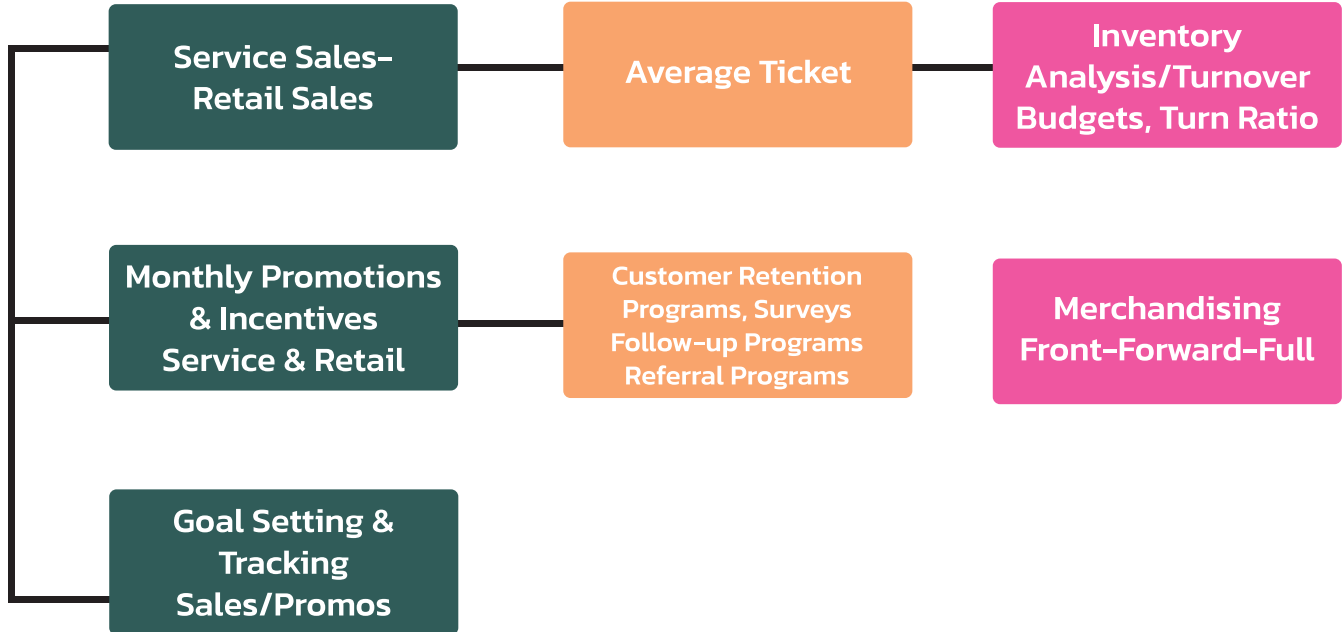 Service Sales-
Retail Sales
Average Ticket
Inventory
Analysis/Turnover
Budgets, Turn Ratio
Monthly Promotions
& Incentives
Service & Retail
Customer Retention
Programs, Surveys
Follow-up Programs
Referral Programs
Merchandising
Front-Forward-Full
Goal Setting &
Tracking
Sales/Promos